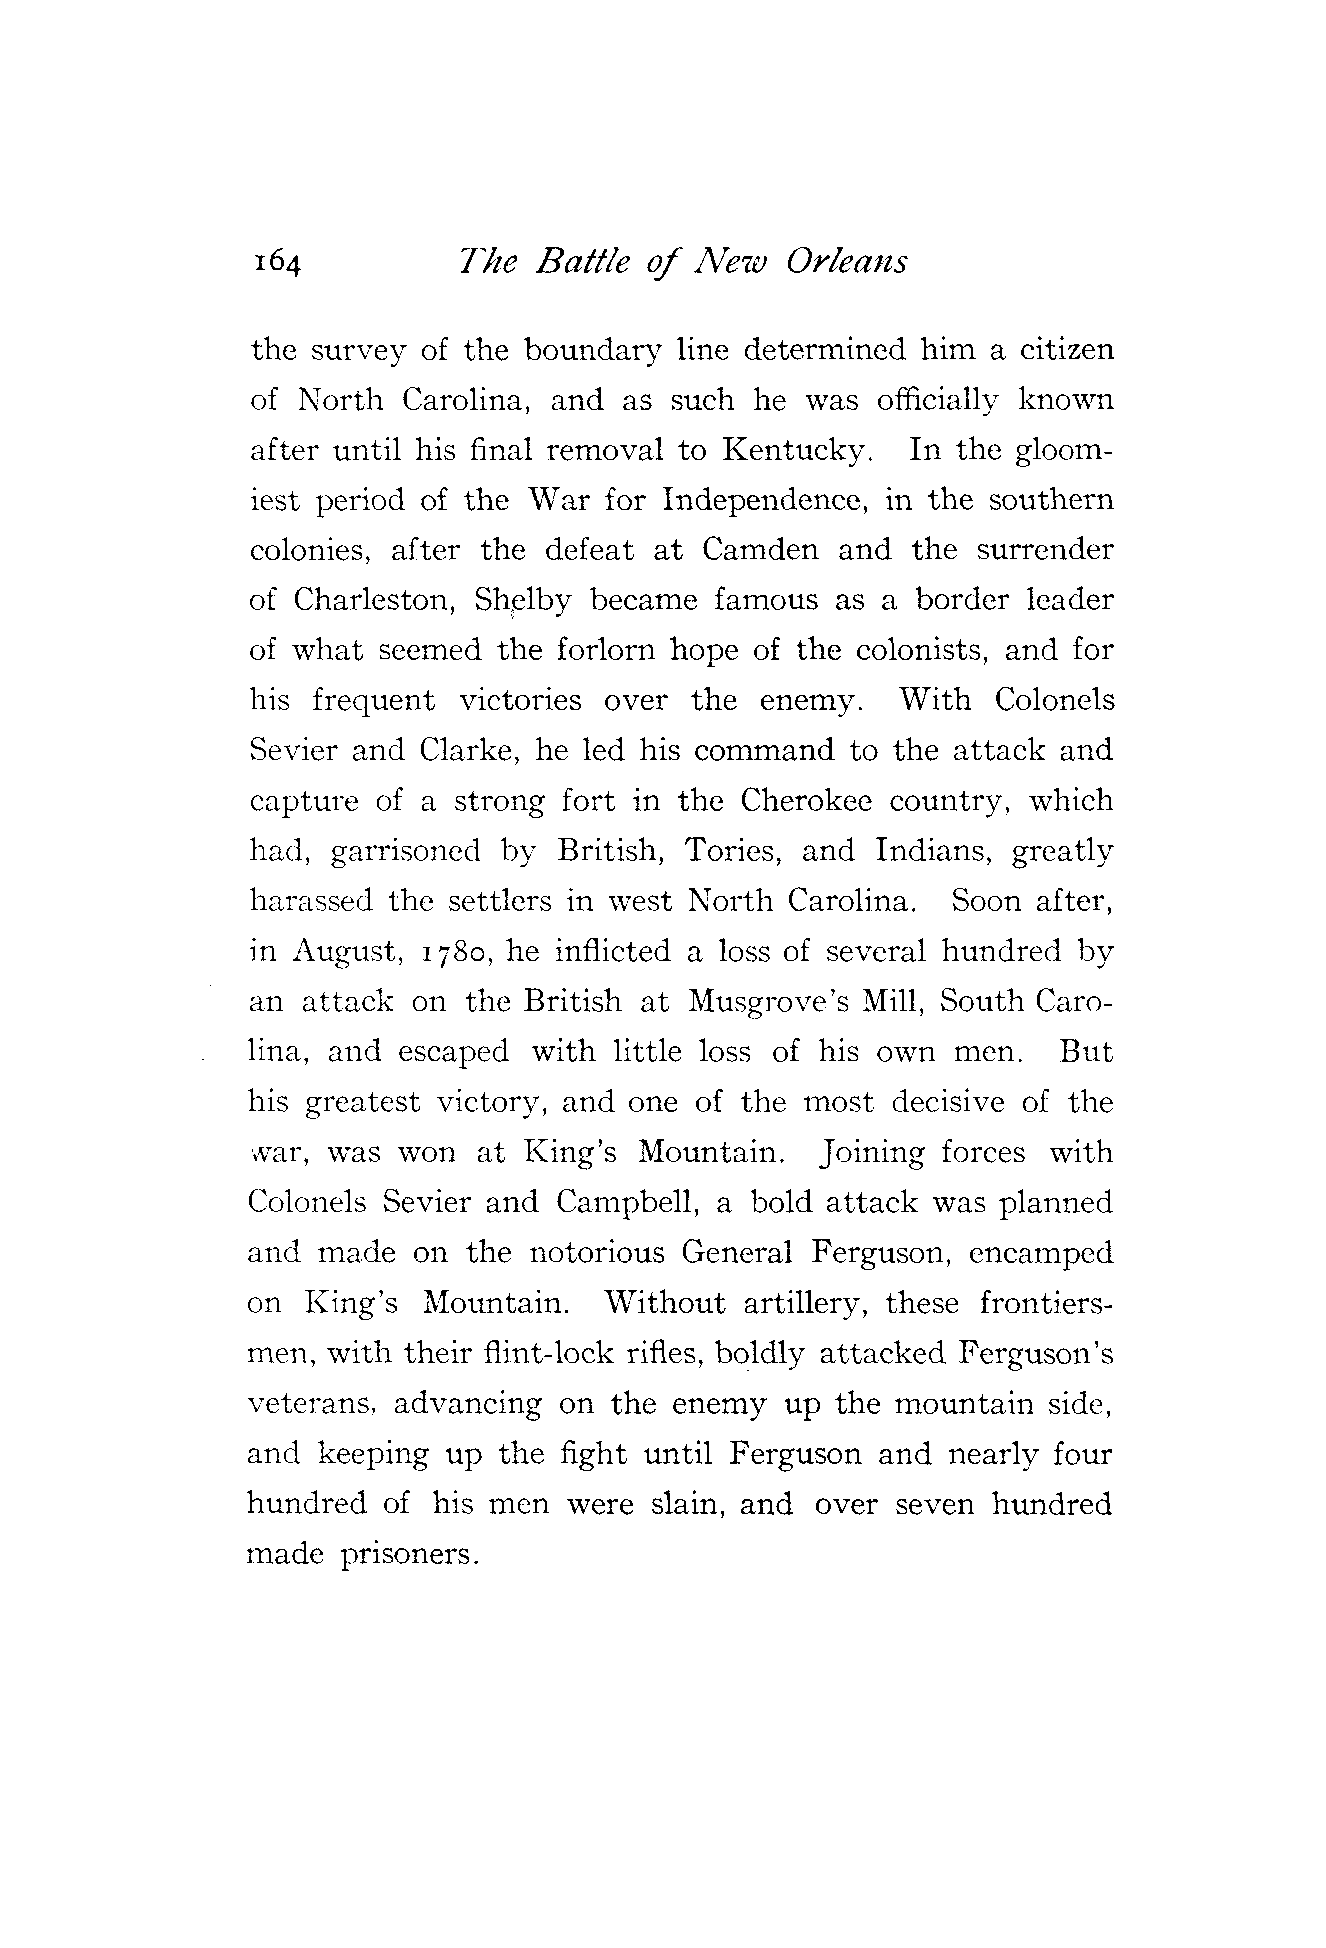 164 The Battle of New Orleans
the survey of the boundary line determined him a citizen
of North Carolina, and as such he was officially known
after until his final removal to Kentucky. In the gloom-
iest period of the War for Independence, in the southern
colonies, after the defeat at Camden and the surrender
of Charleston, Shelby became famous as a border leader
of what seemed the forlorn hope of the colonists, and for
his frequent victories over the enemy. With Colonels
Sevier and Clarke, he led his command to the attack and
capture of a strong fort in the Cherokee country, which
had, garrisoned by British, Tories, and Indians, greatly
harassed the settlers in west North Carolina. Soon after,
in August, 1780, he inflicted a loss of several hundred by
an attack on the British at Musgrove's Mill, South Caro-
lina, and escaped with little loss of his own men. But
his greatest victory, and one of the most decisive of the
war, was won at King's Mountain. Joining forces with
Colonels Sevier and Campbell, a bold attack was planned
and made on the notorious General Ferguson, encamped
on King's Mountain. Without artillery, these frontiers-
men, with their flint-lock rifles, boldly attacked Ferguson's
veterans, advancing on the enemy up the mountain side,
and keeping up the fight until Ferguson and nearly four
hundred of his men were slain, and over seven hundred
made prisoners.